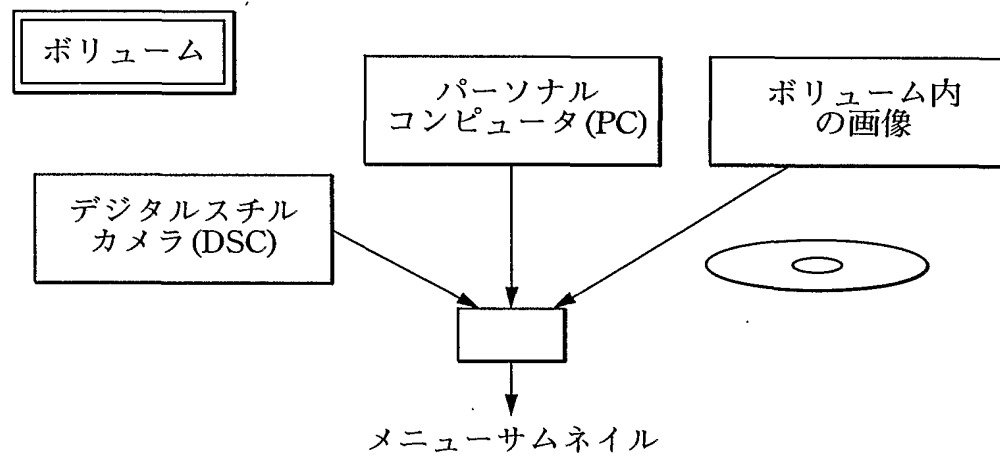 ボリューム
パーソナル
コンピュータ(PC)
ボリューム内
の画像
デジタルスチル
カメラ(DSC)
メニューサムネイル